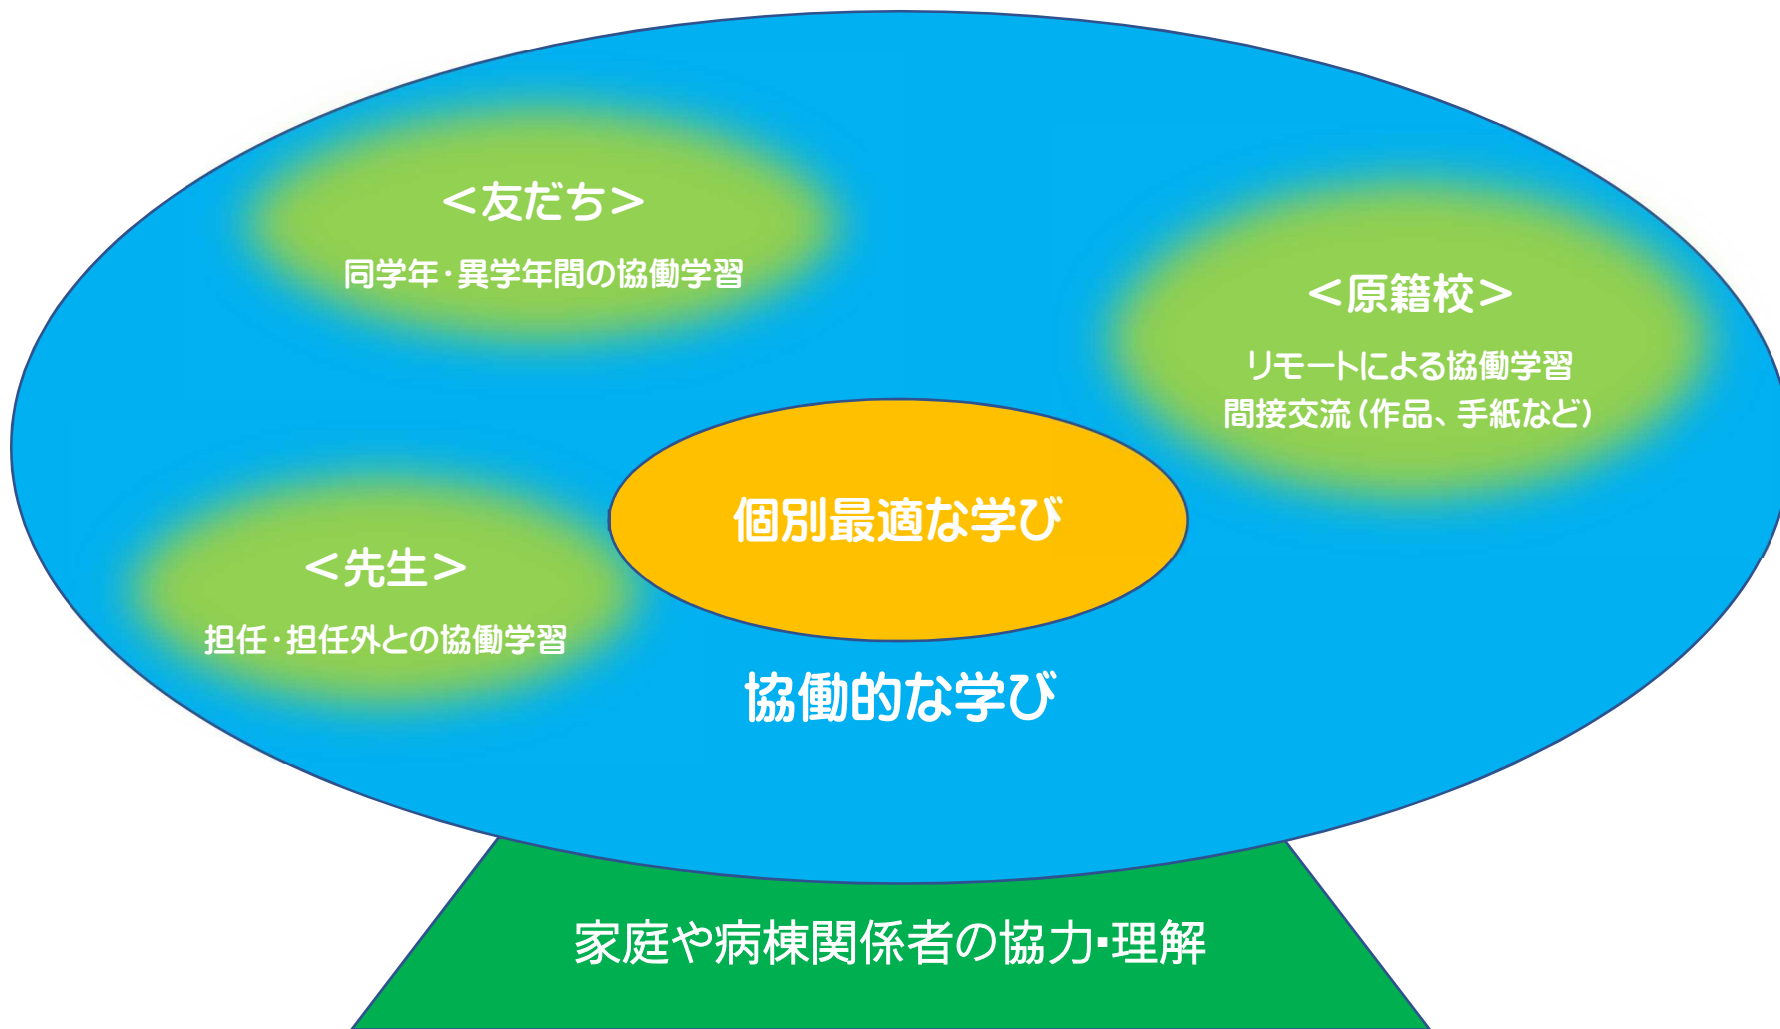 ＜友だち＞
同学年・異学年間の協働学習
＜原籍校＞
リモートによる協働学習
間接交流（作品、手紙など）
個別最適な学び
＜先生＞
担任・担任外との協働学習
協働的な学び
家庭や病棟関係者の協力・理解